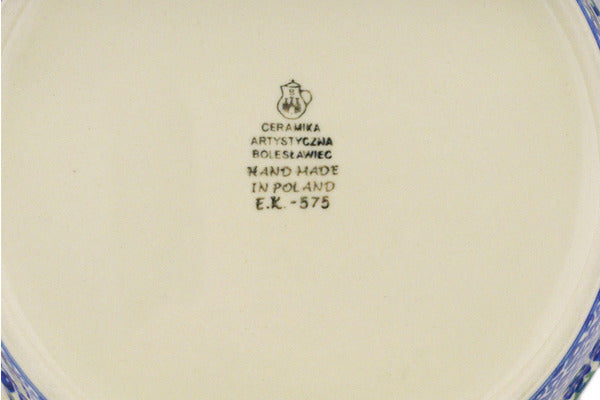 CERAMIKA
ARTYSTYCZNA
BOLESŁAWIEC
HAND MADE
IN POLAND
E.K. -575